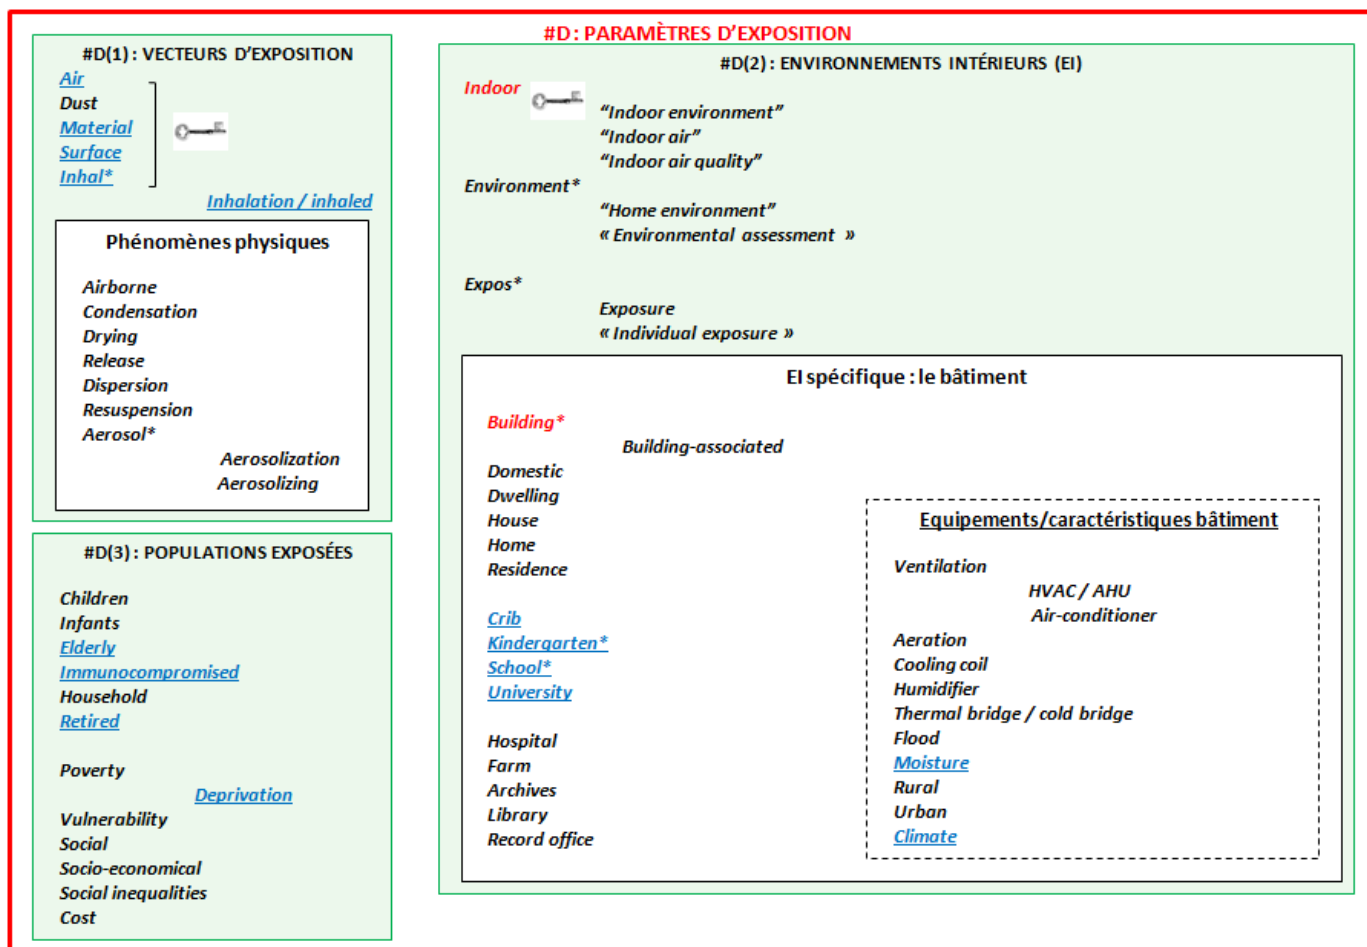 #D : PARAMÈTRES D’EXPOSITION
#D(1) : VECTEURS D’EXPOSITION
Air
Dust
Material
Surface
Inhal*
Inhalation / inhaled
Phénomènes physiques
Airborne
Condensation
Drying
Release
Dispersion
Resuspension
Aerosol*
Aerosolization
Aerosolizing
#D(3) : POPULATIONS EXPOSÉES
Children
Infants
Elderly
Immunocompromised
Household
Retired
Poverty
Deprivation
Vulnerability
Social
Socio-economical
Social inequalities
Cost
#D(2) : ENVIRONNEMENTS INTÉRIEURS (EI)
Indoor
“Indoor environment”
“Indoor air”
“Indoor air quality”
Environment*
“Home environment”
« Environmental assessment »
Expos*
Exposure
« Individual exposure »
EI spécifique : le bâtiment
Building*
Building-associated
Domestic
Dwelling
House
Home
Residence
Crib
Kindergarten*
School*
University
Hospital
Farm
Archives
Library
Record office
Equipements/caractéristiques bâtiment
Ventilation
HVAC / AHU
Air-conditioner
Aeration
Cooling coil
Humidifier
Thermal bridge / cold bridge
Flood
Moisture
Rural
Urban
Climate